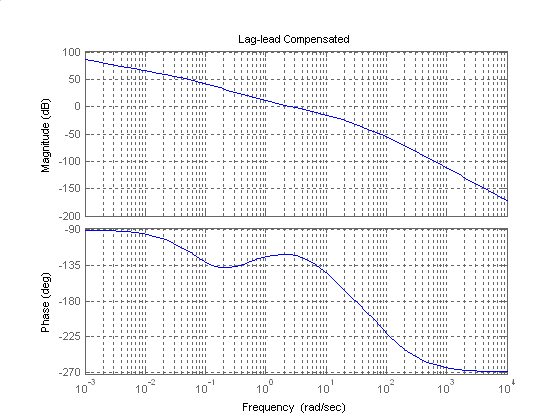 Lag-lead Compensated
Magnitude (dB)
100
50
0
-50
-100
-150
-200
Phase (deg)
-90
-135
-180
-225
-270
10^-3 10^-2 10^-1 10^0 10^1 10^2 10^3 10^4
Frequency (rad/sec)